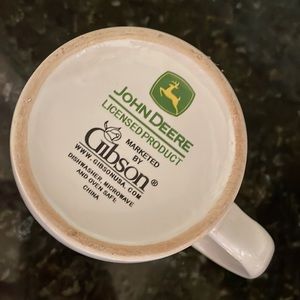 JOHN DEERE
LICENSED PRODUCT
MARKETED
BY
Gibson®
WWW.GIBSONUSA.COM
DISHWASHER, MICROWAVE
AND OVEN SAFE
CHINA